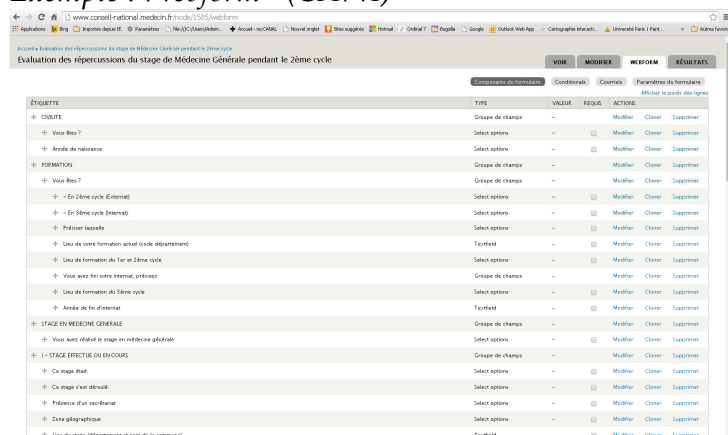 www.conseil-national.medecin.fr/node/1585/webform
Applications Bing Importés depuis IE Paramètres file:///C:/Users/Admin... Accueil - myCANAL Nouvel onglet Sites suggérés Hotmail Ordinal 7 Bugzilla Google Outlook Web App Cartographie interacti... Université Paris 1 Pant... » Autres favoris
Accueil » Evaluation des répercussions du stage de Médecine Générale pendant le 2ème cycle
Evaluation des répercussions du stage de Médecine Générale pendant le 2ème cycle
VOIR MODIFIER WEBFORM RÉSULTATS
Composants de formulaire Conditionals Courriels Paramètres du formulaire
Afficher le poids des lignes
ÉTIQUETTE TYPE VALEUR REQUIS ACTIONS
CIVILITE Groupe de champs - Modifier Cloner Supprimer
Vous êtes ? Select options - Modifier Cloner Supprimer
Année de naissance Select options - Modifier Cloner Supprimer
FORMATION Groupe de champs - Modifier Cloner Supprimer
Vous êtes ? Groupe de champs - Modifier Cloner Supprimer
- En 2ème cycle (Externat) Select options - Modifier Cloner Supprimer
- En 3ème cycle (Internat) Select options - Modifier Cloner Supprimer
Préciser laquelle Select options - Modifier Cloner Supprimer
Lieu de votre formation actuel (code département) Textfield - Modifier Cloner Supprimer
Lieu de formation du 1er et 2ème cycle Select options - Modifier Cloner Supprimer
Vous avez fini votre internat, précisez: Groupe de champs - Modifier Cloner Supprimer
Lieu de formation du 3ième cycle Select options - Modifier Cloner Supprimer
Année de fin d'internat Textfield - Modifier Cloner Supprimer
STAGE EN MEDECINE GENERALE Groupe de champs - Modifier Cloner Supprimer
Vous avez réalisé le stage en médecine générale Select options - Modifier Cloner Supprimer
I - STAGE EFFECTUE OU EN COURS Groupe de champs - Modifier Cloner Supprimer
Ce stage était: Select options - Modifier Cloner Supprimer
Ce stage s'est déroulé: Select options - Modifier Cloner Supprimer
Présence d'un secrétariat Select options - Modifier Cloner Supprimer
Zone géographique Select options - Modifier Cloner Supprimer